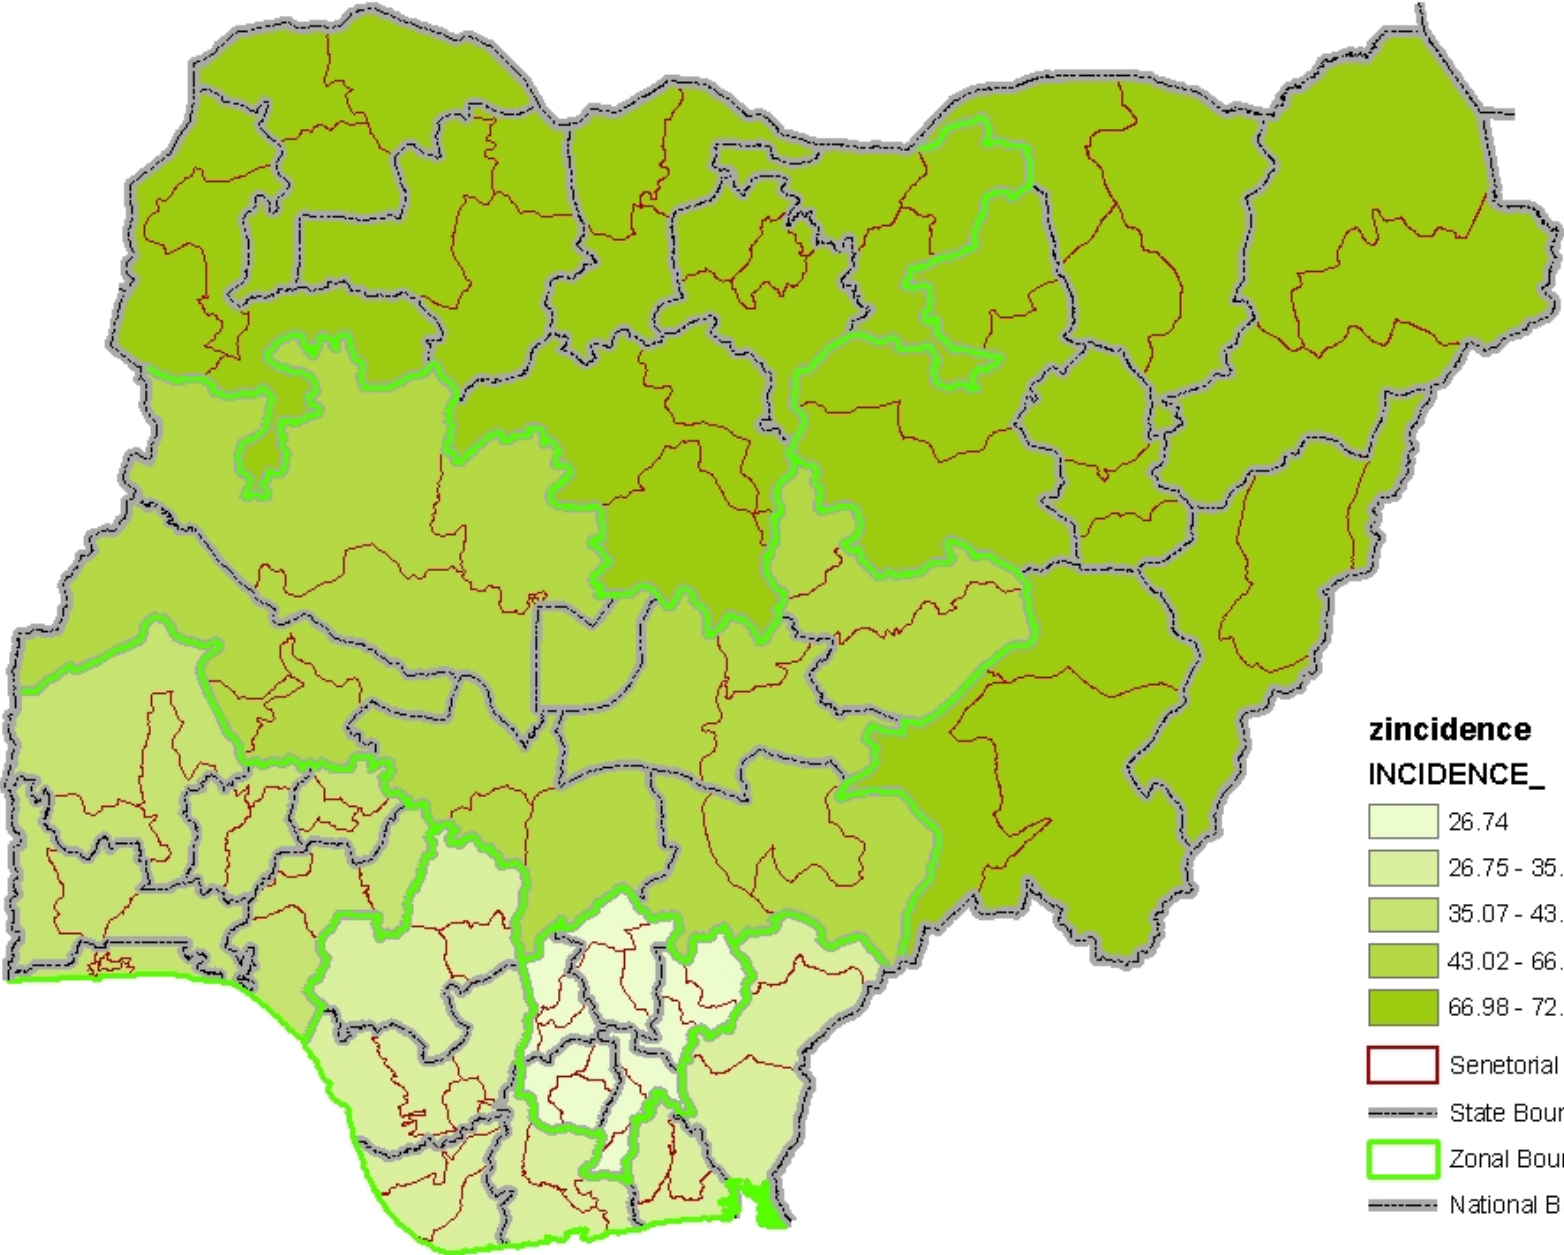 zincidence
INCIDENCE_
26.74
26.75 - 35.
35.07 - 43.
43.02 - 66.
66.98 - 72.
Senetorial
State Bour
Zonal Bour
National B